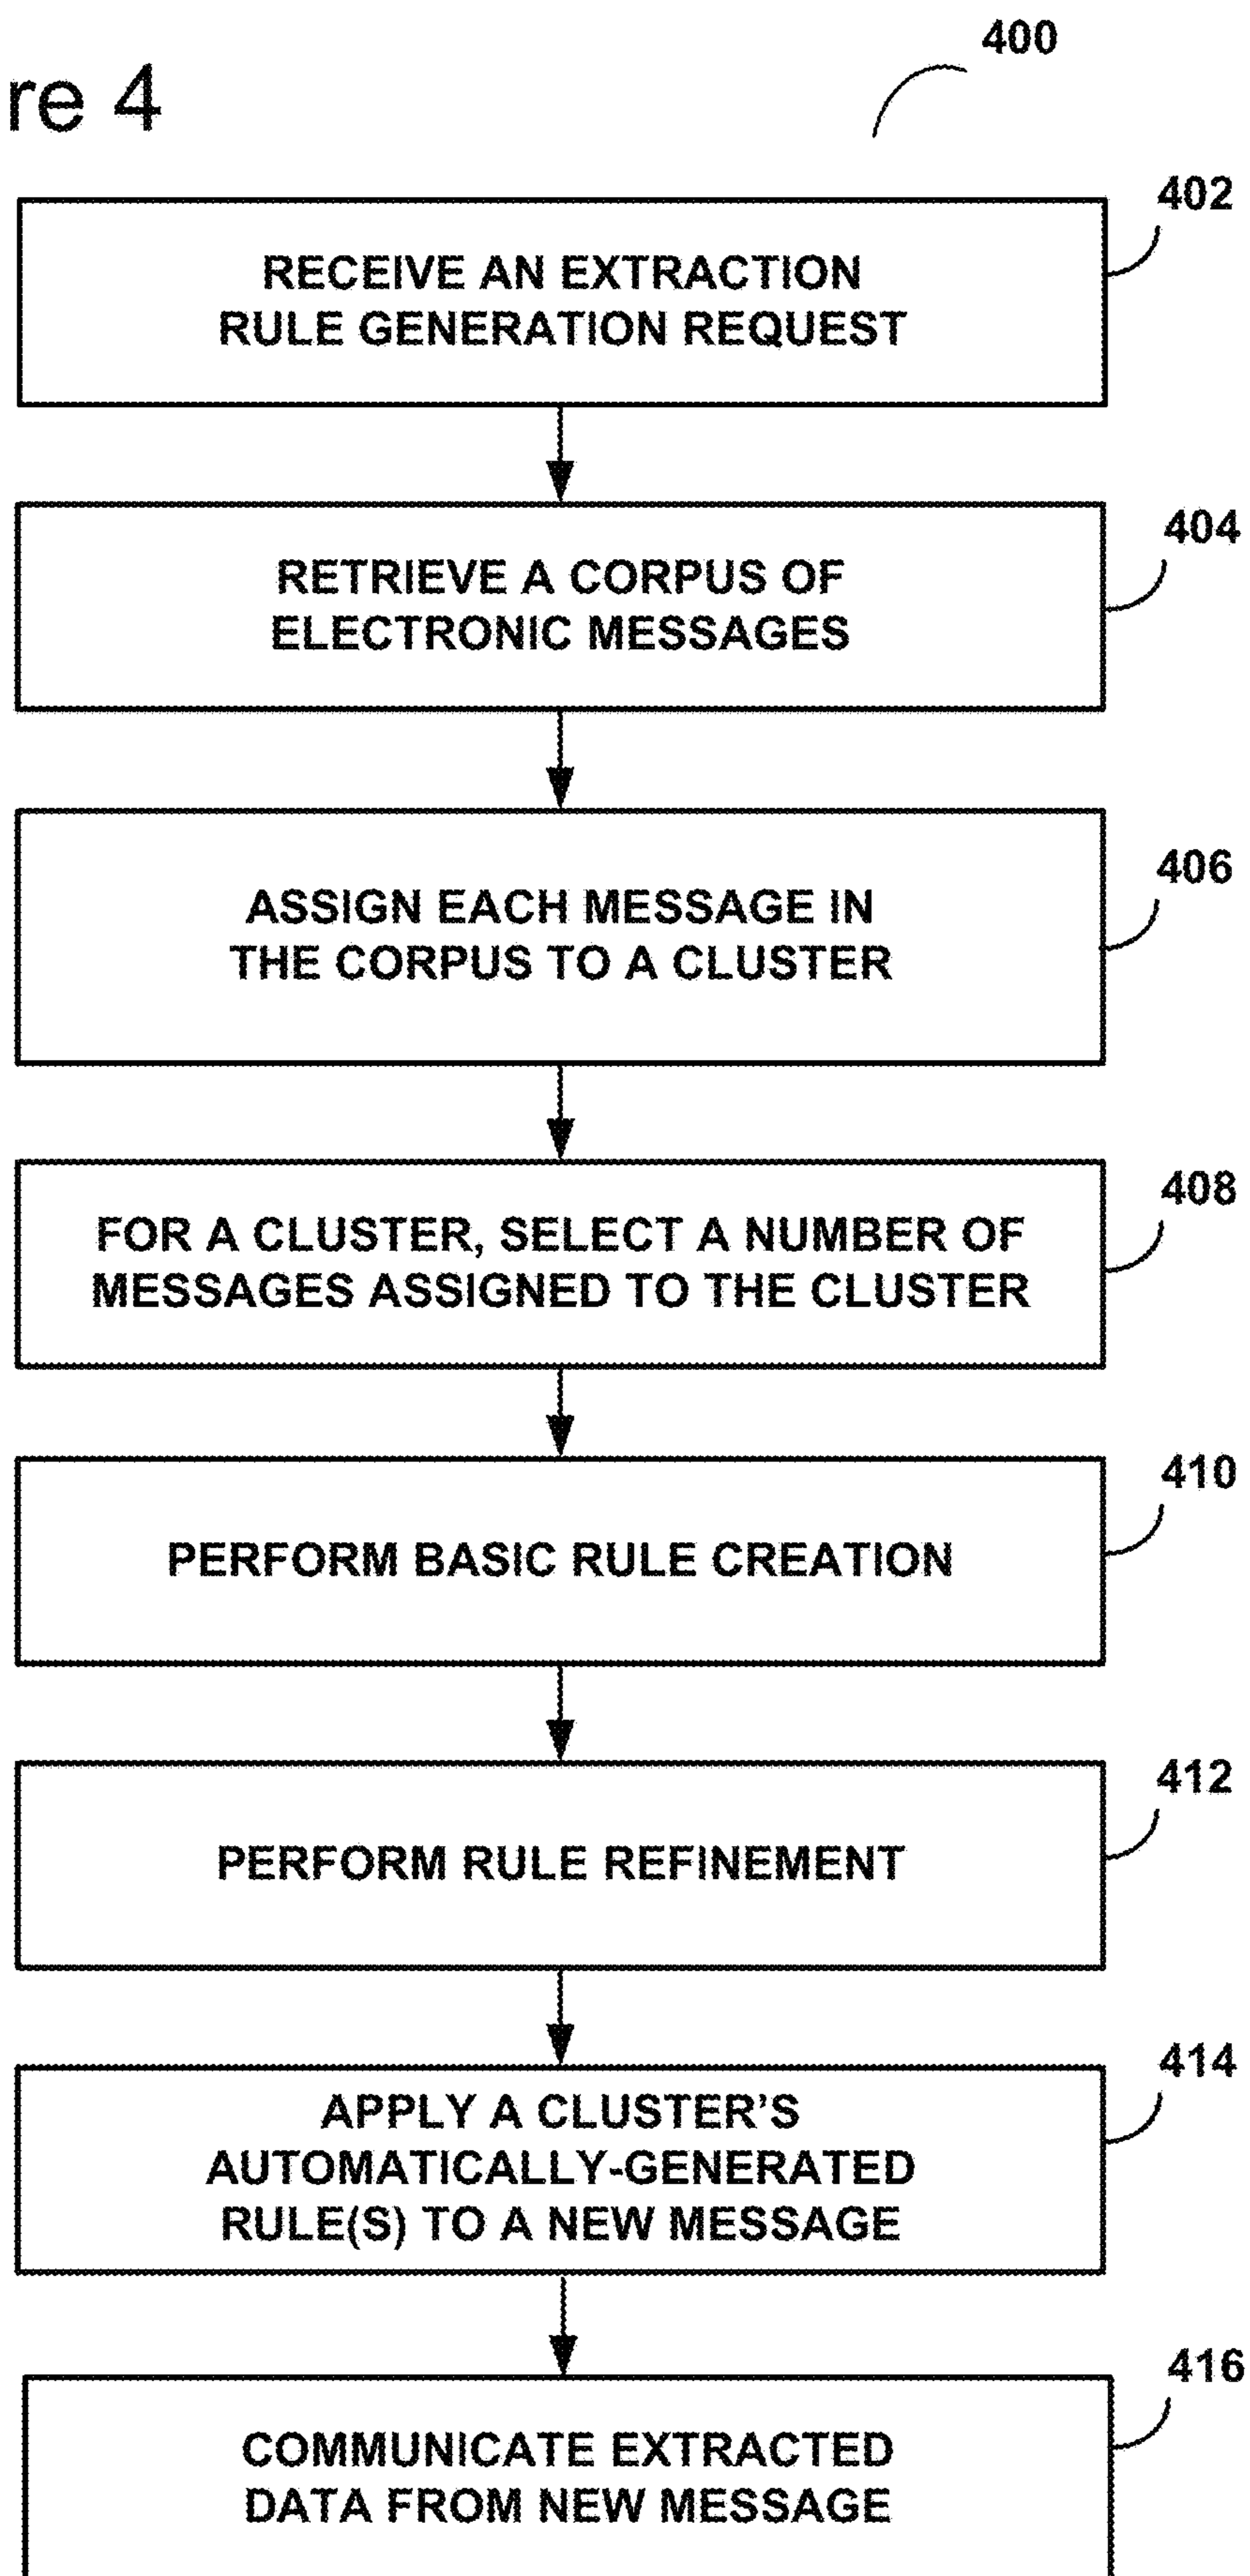 400
re 4
402
RECEIVE AN EXTRACTION
RULE GENERATION REQUEST
404
RETRIEVE A CORPUS OF
ELECTRONIC MESSAGES
406
ASSIGN EACH MESSAGE IN
THE CORPUS TO A CLUSTER
408
FOR A CLUSTER, SELECT A NUMBER OF
MESSAGES ASSIGNED TO THE CLUSTER
410
PERFORM BASIC RULE CREATION
412
PERFORM RULE REFINEMENT
414
APPLY A CLUSTER’S
AUTOMATICALLY-GENERATED
RULE(S) TO A NEW MESSAGE
416
COMMUNICATE EXTRACTED
DATA FROM NEW MESSAGE